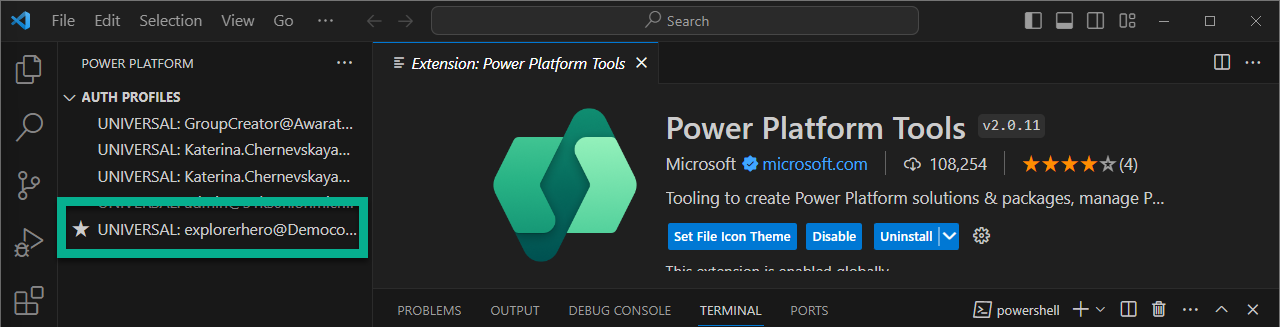 File Edit Selection View Go ··· Search
POWER PLATFORM ···
Extension: Power Platform Tools
AUTH PROFILES
UNIVERSAL: GroupCreator@Awarat...
UNIVERSAL: Katerina.Chernevskaya...
UNIVERSAL: Katerina.Chernevskaya...
UNIVERSAL:
UNIVERSAL: explorerhero@Democo...
Power Platform Tools v2.0.11
Microsoft microsoft.com 108,254 (4)
Tooling to create Power Platform solutions & packages, manage P...
Set File Icon Theme Disable Uninstall
This extension is enabled globally
PROBLEMS OUTPUT DEBUG CONSOLE TERMINAL PORTS powershell